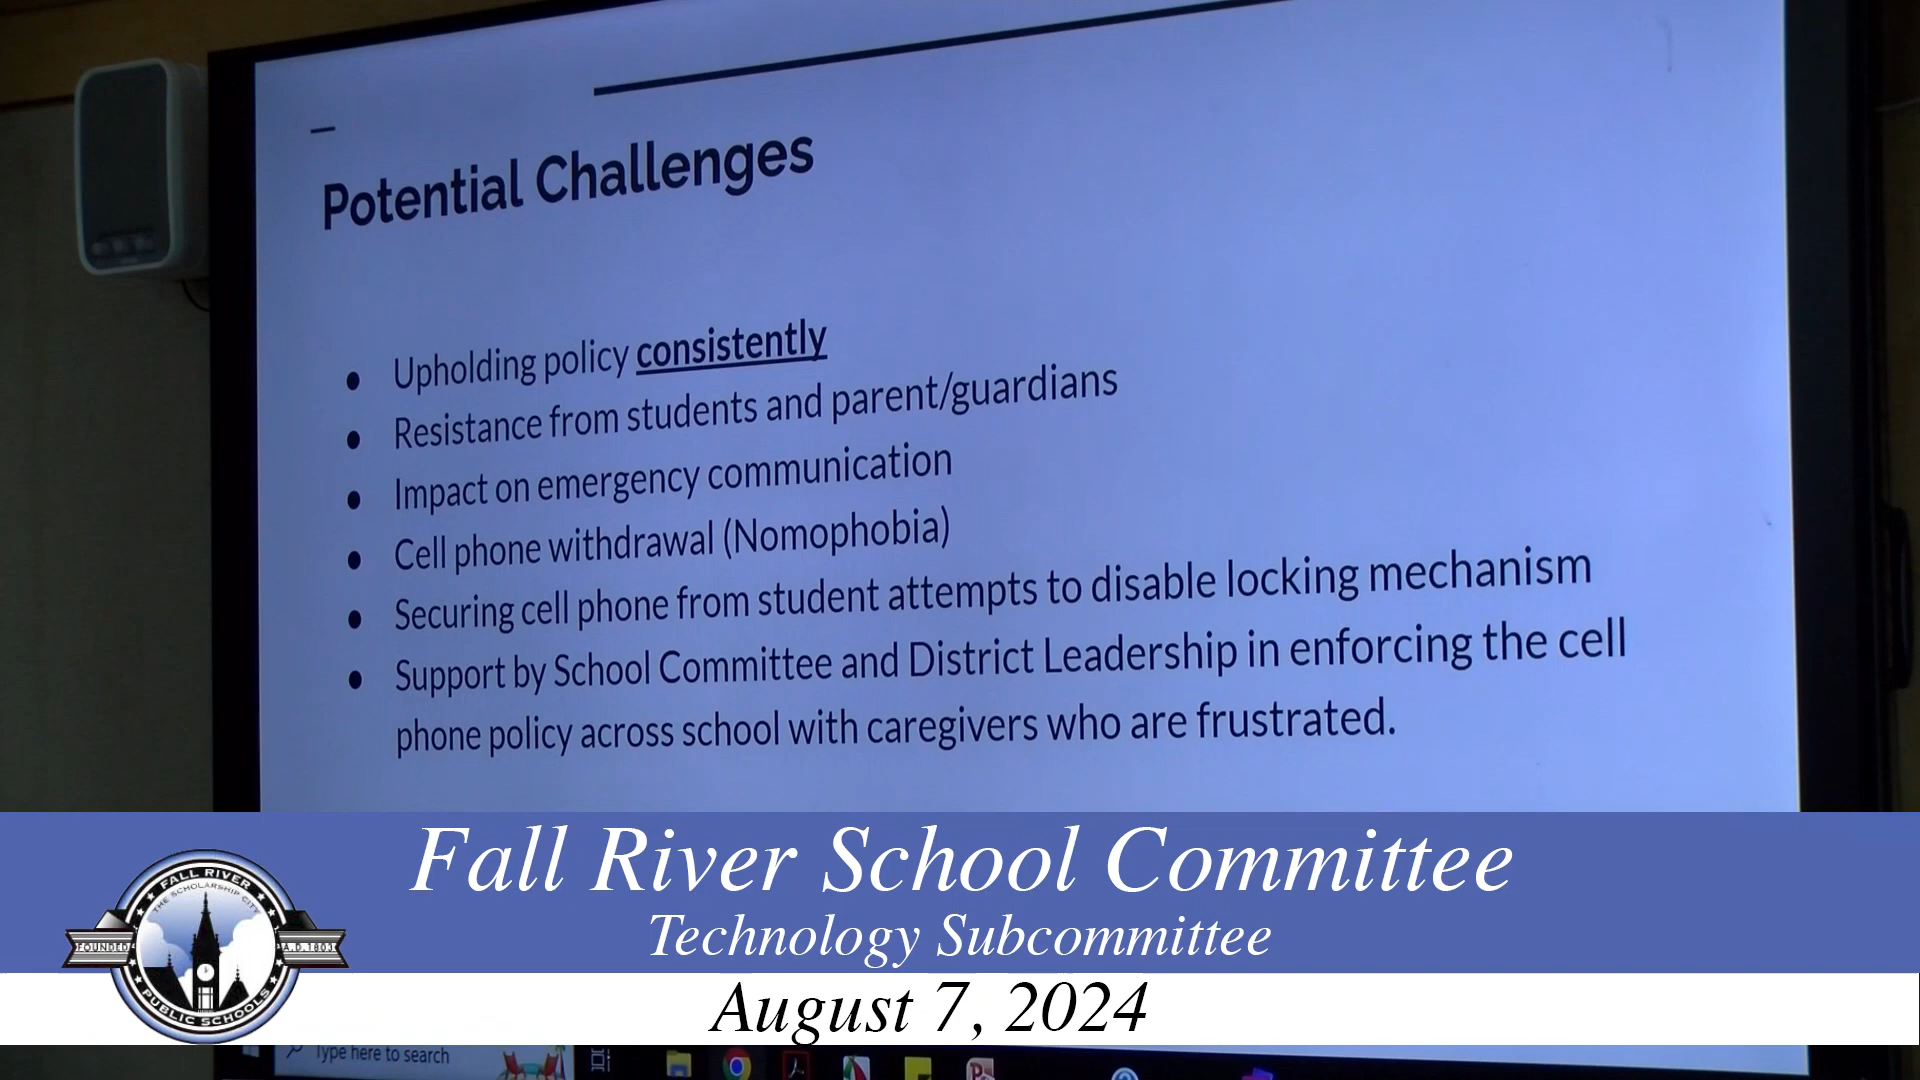 Potential Challenges
● Upholding policy consistently
● Resistance from students and parent/guardians
● Impact on emergency communication
● Cell phone withdrawal (Nomophobia)
● Securing cell phone from student attempts to disable locking mechanism
● Support by School Committee and District Leadership in enforcing the cell
phone policy across school with caregivers who are frustrated.
Fall River School Committee
Technology Subcommittee
August 7, 2024
FALL RIVER
THE SCHOLARSHIP CITY
FOUNDED
A.D. 1803
PUBLIC SCHOOLS
Type here to search